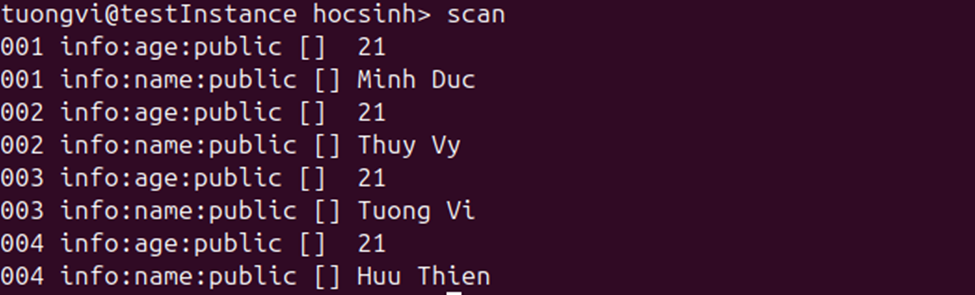 tuongvi@testInstance hocsinh> scan
001 info:age:public []  21
001 info:name:public [] Minh Duc
002 info:age:public []  21
002 info:name:public [] Thuy Vy
003 info:age:public []  21
003 info:name:public [] Tuong Vi
004 info:age:public []  21
004 info:name:public [] Huu Thien